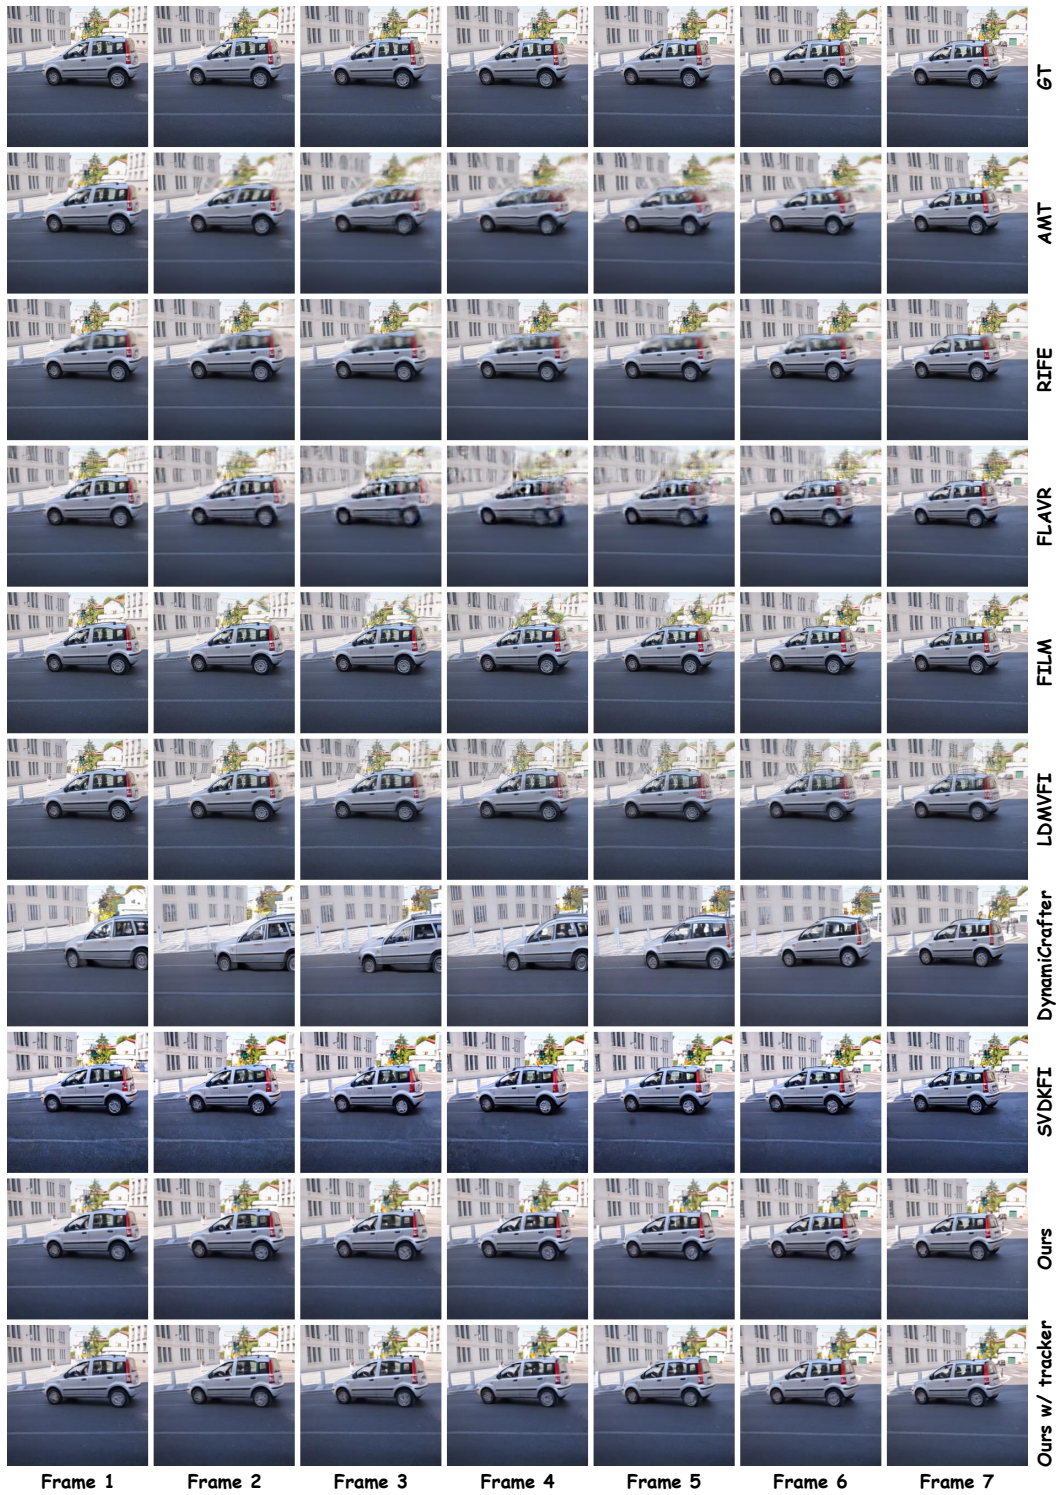 GT
AMT
RIFE
FLAVR
FILM
LDMVFI
DynamiCrafter
SVDKFI
Ours
Ours w/ tracker
Frame 1
Frame 2
Frame 3
Frame 4
Frame 5
Frame 6
Frame 7